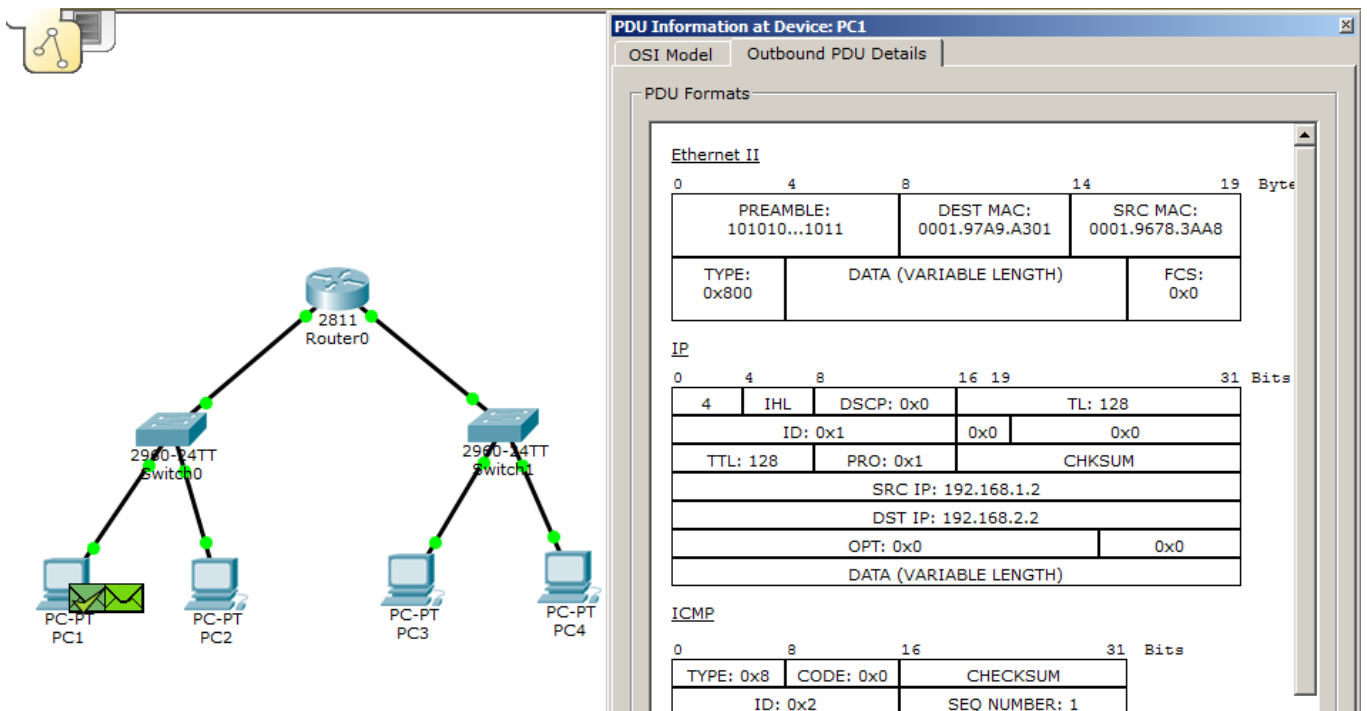 2811
Router0
2960-24TT
Switch0
2960-24TT
Switch1
PC-PT
PC1
PC-PT
PC2
PC-PT
PC3
PC-PT
PC4
PDU Information at Device: PC1
OSI Model Outbound PDU Details
PDU Formats
Ethernet II
0 4 8 14 19 Byte
PREAMBLE: DEST MAC: SRC MAC:
101010...1011 0001.97A9.A301 0001.9678.3AA8
TYPE: DATA (VARIABLE LENGTH) FCS:
0x800 0x0
IP
0 4 8 16 19 31 Bits
4 IHL DSCP: 0x0 TL: 128
ID: 0x1 0x0 0x0
TTL: 128 PRO: 0x1 CHKSUM
SRC IP: 192.168.1.2
DST IP: 192.168.2.2
OPT: 0x0 0x0
DATA (VARIABLE LENGTH)
ICMP
0 8 16 31 Bits
TYPE: 0x8 CODE: 0x0 CHECKSUM
ID: 0x2 SEQ NUMBER: 1